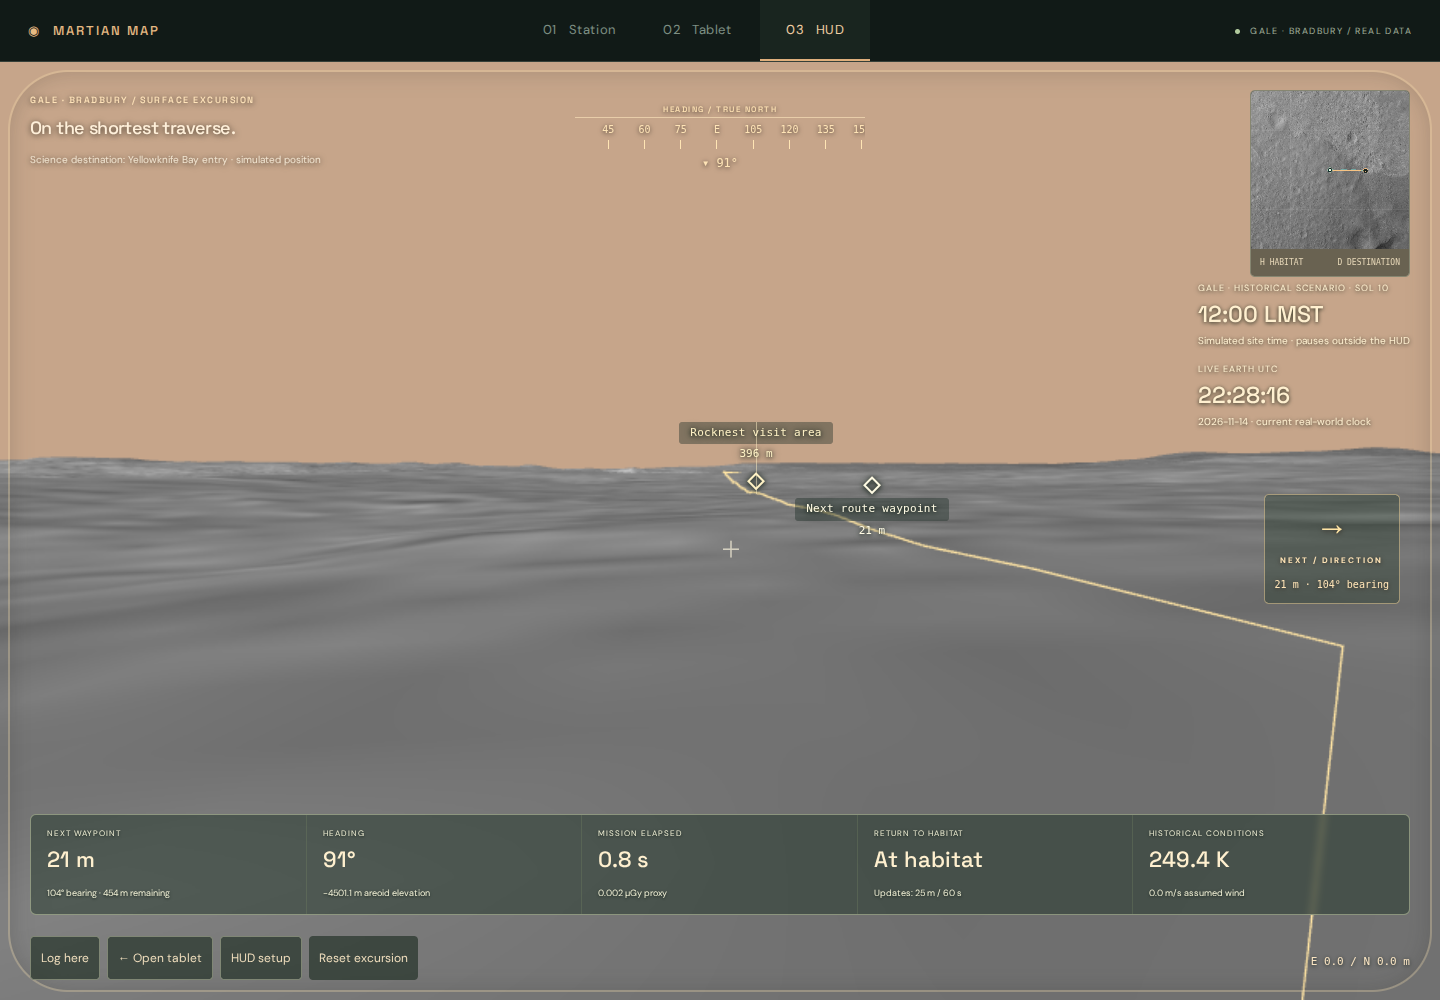 ◉ MARTIAN MAP
01 Station
02 Tablet
03 HUD
GALE · BRADBURY / REAL DATA
GALE · BRADBURY / SURFACE EXCURSION
On the shortest traverse.
Science destination: Yellowknife Bay entry · simulated position
HEADING / TRUE NORTH
45 60 75 E 105 120 135 15
▾ 91°
H HABITAT D DESTINATION
GALE · HISTORICAL SCENARIO · SOL 10
12:00 LMST
Simulated site time · pauses outside the HUD
LIVE EARTH UTC
22:28:16
2026-11-14 · current real-world clock
Rocknest visit area
396 m
Next route waypoint
21 m
→
NEXT / DIRECTION
21 m · 104° bearing
NEXT WAYPOINT
21 m
104° bearing · 454 m remaining
HEADING
91°
-4501.1 m areoid elevation
MISSION ELAPSED
0.8 s
0.002 µGy proxy
RETURN TO HABITAT
At habitat
Updates: 25 m / 60 s
HISTORICAL CONDITIONS
249.4 K
0.0 m/s assumed wind
Log here
← Open tablet
HUD setup
Reset excursion
E 0.0 / N 0.0 m